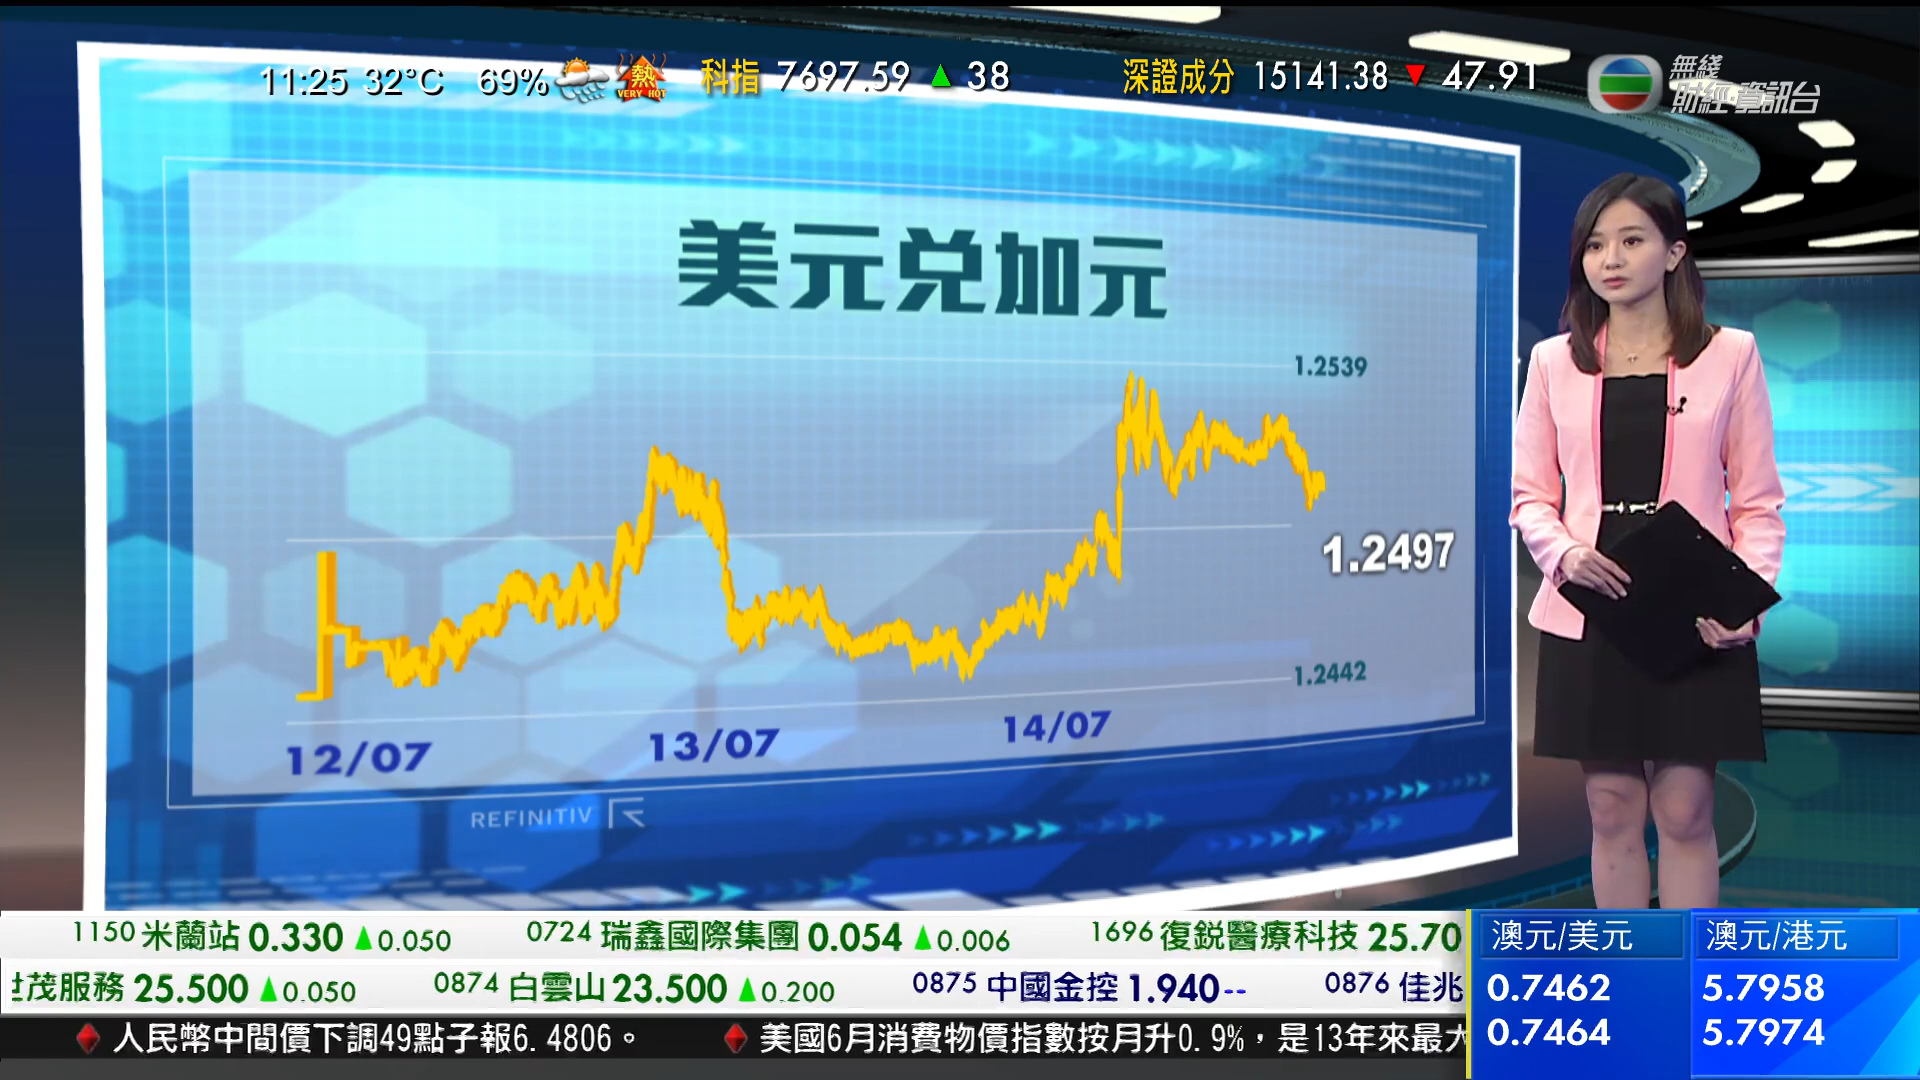 11:25 32°C 69% 熱 VERY HOT 科指 7697.59 ▲ 38 深證成分 15141.38 ▼ 47.91
無綫
財經·資訊台
美元兑加元
1.2539
1.2497
1.2442
12/07 13/07 14/07
REFINITIV
1150 米蘭站 0.330 ▲0.050 0724 瑞鑫國際集團 0.054 ▲0.006 1696 復鋭醫療科技 25.70
世茂服務 25.500 ▲0.050 0874 白雲山 23.500 ▲0.200 0875 中國金控 1.940-- 0876 佳兆
人民幣中間價下調49點子報6.4806。 美國6月消費物價指數按月升0.9%，是13年來最大
澳元/美元
0.7462
0.7464
澳元/港元
5.7958
5.7974